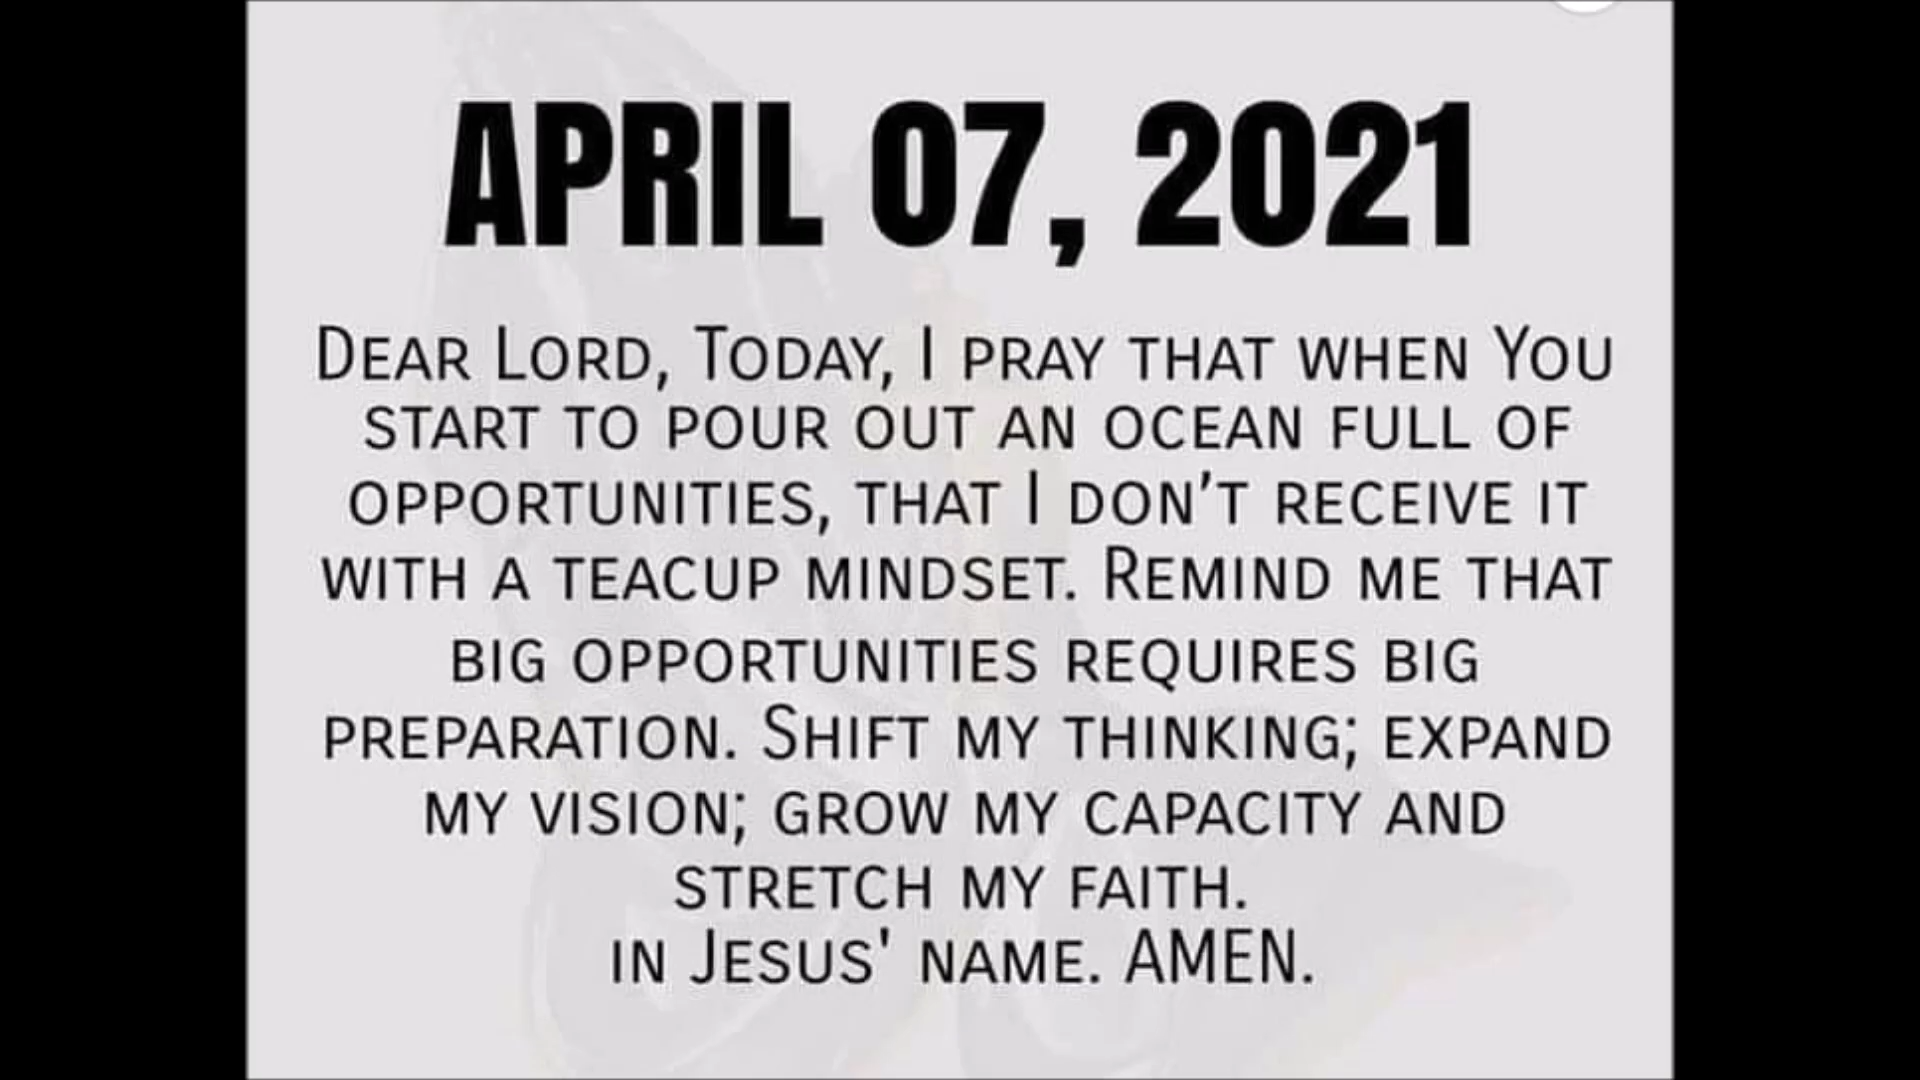 APRIL 07, 2021
Dear Lord, Today, I pray that when You
start to pour out an ocean full of
opportunities, that I don't receive it
with a teacup mindset. Remind me that
big opportunities requires big
preparation. Shift my thinking; expand
my vision; grow my capacity and
stretch my faith.
in Jesus' name. AMEN.